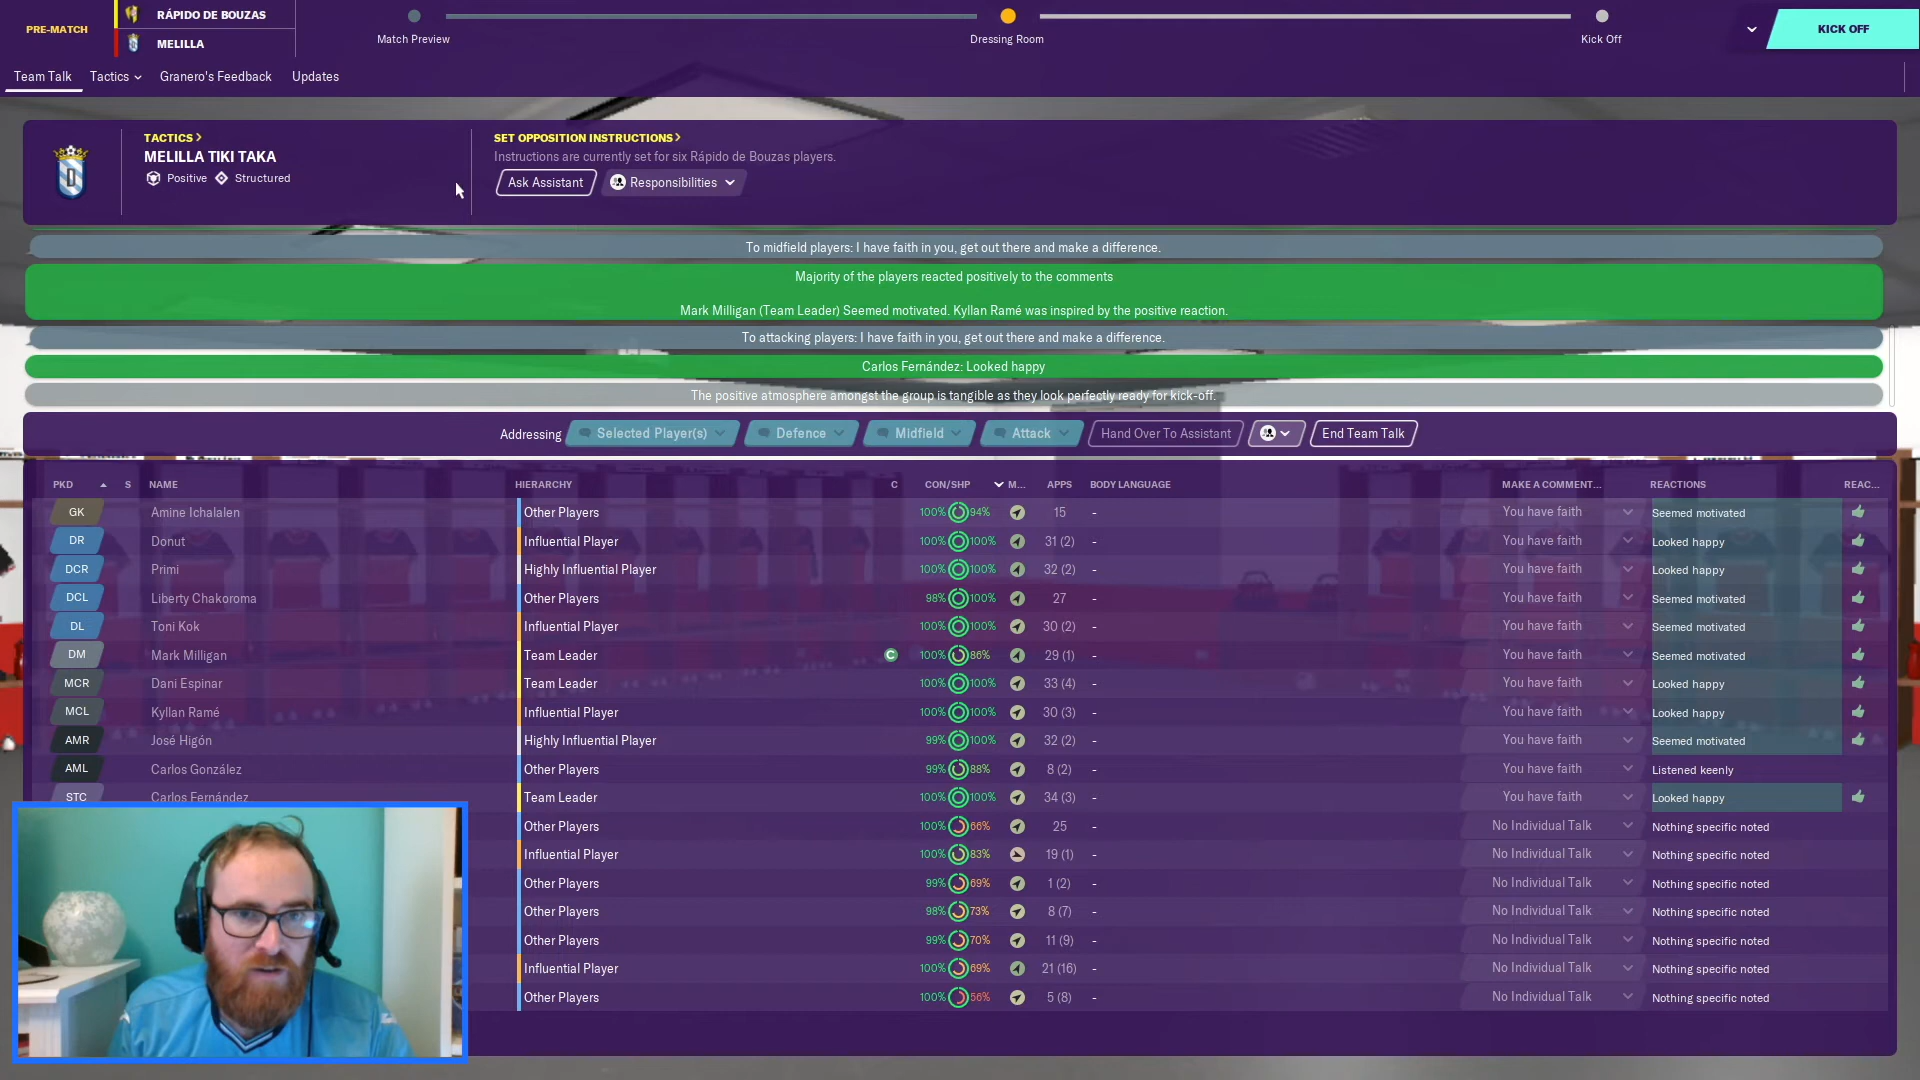 PRE-MATCH
RÁPIDO DE BOUZAS
MELILLA
Match Preview
Dressing Room
Kick Off
KICK OFF
Team Talk Tactics Granero's Feedback Updates
TACTICS
MELILLA TIKI TAKA
Positive Structured
SET OPPOSITION INSTRUCTIONS
Instructions are currently set for six Rápido de Bouzas players.
Ask Assistant Responsibilities
To midfield players: I have faith in you, get out there and make a difference.
Majority of the players reacted positively to the comments
Mark Milligan (Team Leader) Seemed motivated. Kyllan Ramé was inspired by the positive reaction.
To attacking players: I have faith in you, get out there and make a difference.
Carlos Fernández: Looked happy
The positive atmosphere amongst the group is tangible as they look perfectly ready for kick-off.
Addressing Selected Player(s) Defence Midfield Attack Hand Over To Assistant End Team Talk
PKD S NAME HIERARCHY C CON/SHP M... APPS BODY LANGUAGE MAKE A COMMENT... REACTIONS REAC...
GK Amine Ichalalen Other Players 100% 94% 15 - You have faith Seemed motivated
DR Donut Influential Player 100% 100% 31 (2) - You have faith Looked happy
DCR Primi Highly Influential Player 100% 100% 32 (2) - You have faith Looked happy
DCL Liberty Chakoroma Other Players 98% 100% 27 - You have faith Seemed motivated
DL Toni Kok Influential Player 100% 100% 30 (2) - You have faith Seemed motivated
DM Mark Milligan Team Leader C 100% 86% 29 (1) - You have faith Seemed motivated
MCR Dani Espinar Team Leader 100% 100% 33 (4) - You have faith Looked happy
MCL Kyllan Ramé Influential Player 100% 100% 30 (3) - You have faith Looked happy
AMR José Higón Highly Influential Player 99% 100% 32 (2) - You have faith Seemed motivated
AML Carlos González Other Players 99% 88% 8 (2) - You have faith Listened keenly
STC Carlos Fernández Team Leader 100% 100% 34 (3) - You have faith Looked happy
Other Players 100% 66% 25 - No Individual Talk Nothing specific noted
Influential Player 100% 83% 19 (1) - No Individual Talk Nothing specific noted
Other Players 99% 69% 1 (2) - No Individual Talk Nothing specific noted
Other Players 98% 73% 8 (7) - No Individual Talk Nothing specific noted
Other Players 99% 70% 11 (9) - No Individual Talk Nothing specific noted
Influential Player 100% 69% 21 (16) - No Individual Talk Nothing specific noted
Other Players 100% 56% 5 (8) - No Individual Talk Nothing specific noted